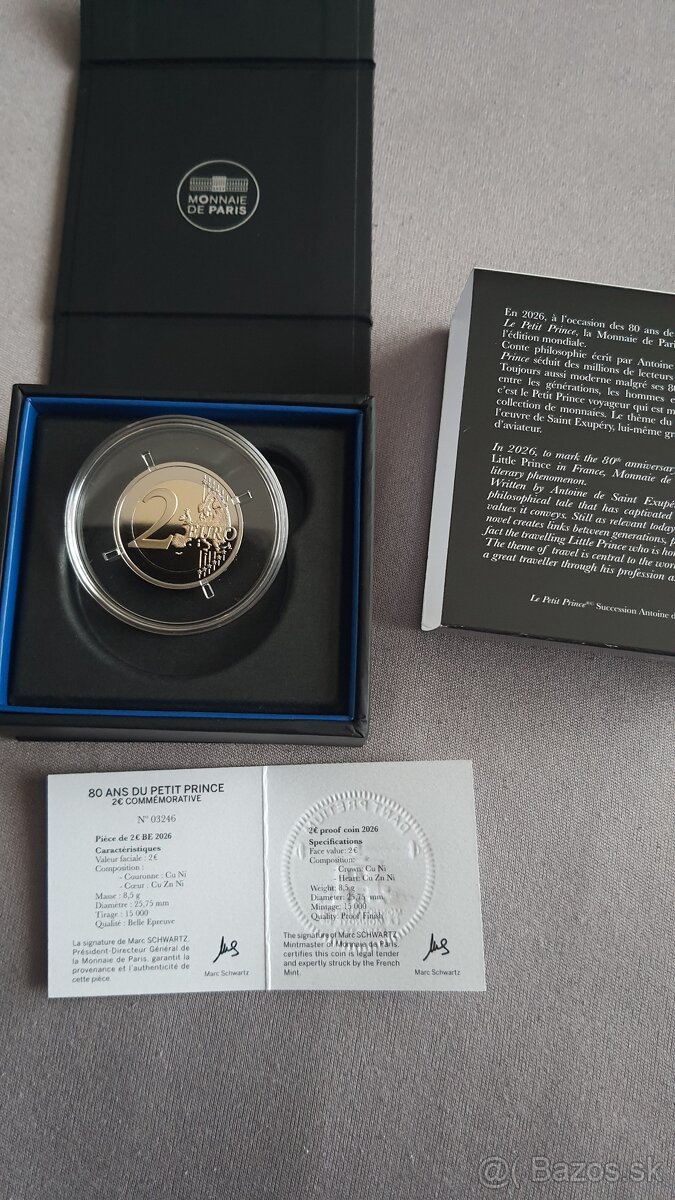 MONNAIE
DE PARIS
En 2026, à l'occasion des 80 ans de
Le Petit Prince, la Monnaie de Pari
l'édition mondiale.
Conte philosophie écrit par Antoine
Prince séduit des millions de lecteurs
Toujours aussi moderne malgré ses 80
entre les générations, les hommes e
c'est le Petit Prince voyageur qui est m
collection de monnaies. Le thème du
l'œuvre de Saint Exupéry, lui-même gr
d'aviateur.
In 2026, to mark the 80th anniversary
Little Prince in France, Monnaie de
literary phenomenon.
Written by Antoine de Saint Exupé
philosophical tale that has captivated
values it conveys. Still as relevant today
novel creates links between generations, p
fact the travelling Little Prince who is hon
The theme of travel is central to the wor
a great traveller through his profession a
Le Petit Prince®© Succession Antoine d
2 EURO
80 ANS DU PETIT PRINCE
2€ COMMÉMORATIVE
N° 03246
Pièce de 2€ BE 2026
Caractéristiques
Valeur faciale : 2€
Composition :
- Couronne : Cu Ni
- Cœur : Cu Zn Ni
Masse : 8,5 g
Diamètre : 25,75 mm
Tirage : 15 000
Qualité : Belle Epreuve
La signature de Marc SCHWARTZ,
Président-Directeur Général de
la Monnaie de Paris, garantit la
provenance et l'authenticité de
cette pièce.
Marc Schwartz
2€ proof coin 2026
Specifications
Face value: 2€
Composition:
- Crown: Cu Ni
- Heart: Cu Zn Ni
Weight: 8,5 g
Diameter: 25,75 mm
Mintage: 15 000
Quality: Proof Finish
The signature of Marc SCHWARTZ,
Mintmaster of Monnaie de Paris,
certifies this coin is legal tender
and expertly struck by the French
Mint.
Marc Schwartz
@( Bazos.sk